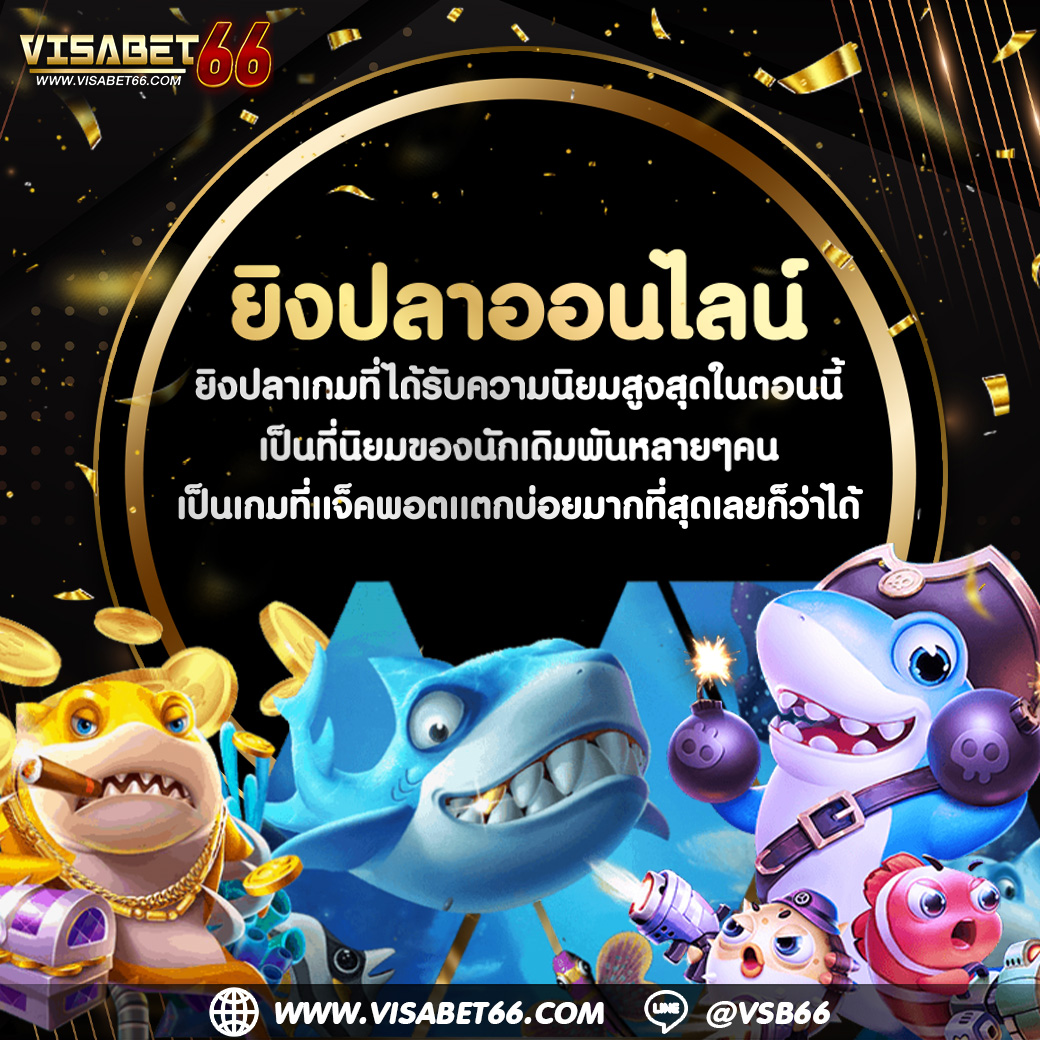 VISABET66
WWW.VISABET66.COM
ยิงปลาออนไลน์
ยิงปลาเกมที่ได้รับความนิยมสูงสุดในตอนนี้
เป็นที่นิยมของนักเดิมพันหลายๆคน
เป็นเกมที่แจ็คพอตแตกบ่อยมากที่สุดเลยก็ว่าได้
WWW.VISABET66.COM LINE @VSB66